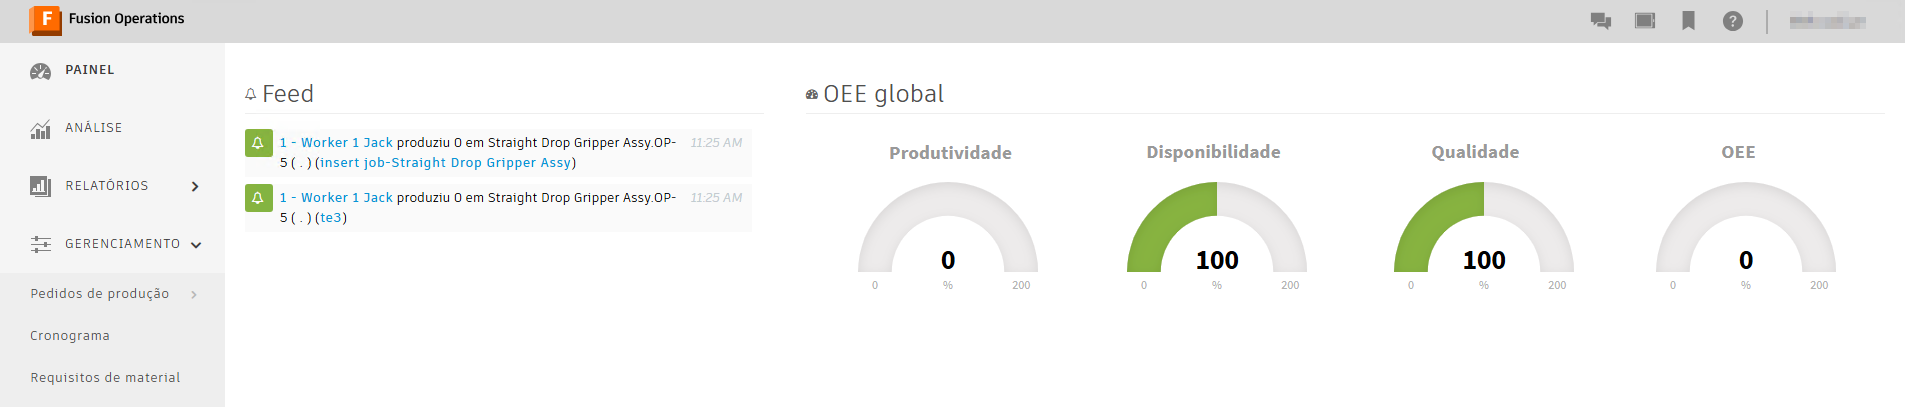 Fusion Operations
PAINEL
ANÁLISE
RELATÓRIOS
GERENCIAMENTO
Pedidos de produção
Cronograma
Requisitos de material
Feed
1 - Worker 1 Jack produziu 0 em Straight Drop Gripper Assy.OP- 11:25 AM
5 ( . ) (insert job-Straight Drop Gripper Assy)
1 - Worker 1 Jack produziu 0 em Straight Drop Gripper Assy.OP- 11:25 AM
5 ( . ) (te3)
OEE global
Produtividade
0
0 % 200
Disponibilidade
100
0 % 200
Qualidade
100
0 % 200
OEE
0
0 % 200